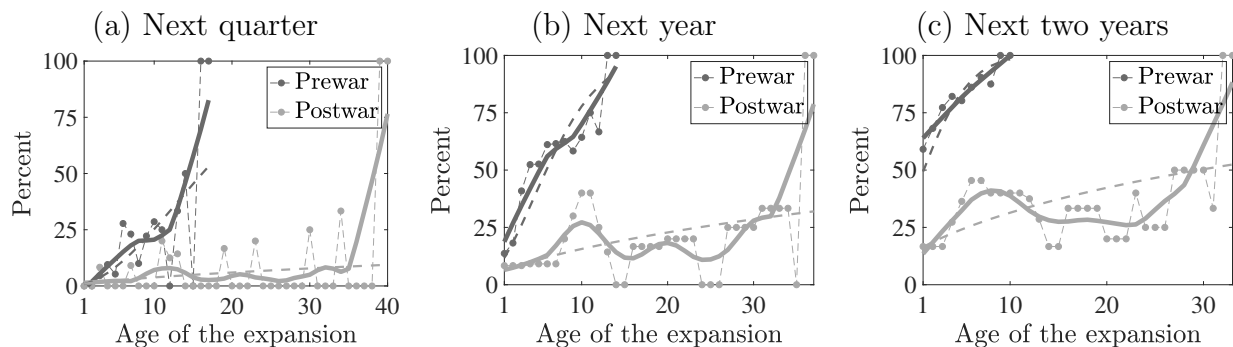 (a) Next quarter
100
75
50
25
0
Percent
1 10 20 30 40
Age of the expansion
Prewar
Postwar
(b) Next year
100
75
50
25
0
Percent
1 10 20 30
Age of the expansion
Prewar
Postwar
(c) Next two years
100
75
50
25
0
Percent
1 10 20 30
Age of the expansion
Prewar
Postwar